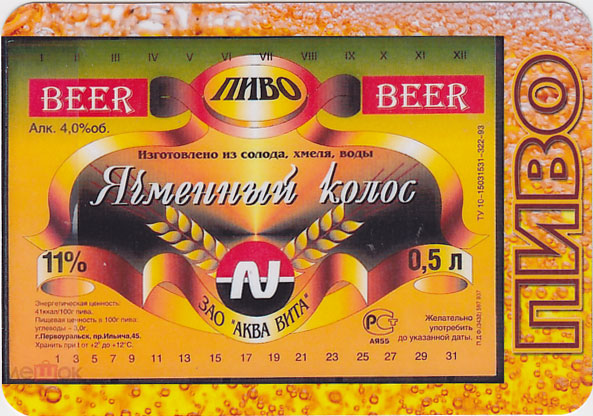 I II III IV V VI VII VIII IX X XI XII
BEER ПИВО BEER
Алк. 4,0%об.
Изготовлено из солода, хмеля, воды
Ячменный колос
11% 0,5 л
N
ЗАО "АКВА ВИТА"
Энергетическая ценность:
41ккал/100г пива.
Пищевая ценность в 100г пива:
углеводы - 3,0г.
г.Первоуральск, пр.Ильича,45.
Хранить при t от +2° до +12°С.
РСТ
АЯ55
Желательно
употребить
до указанной даты.
1 3 5 7 9 11 13 15 17 19 21 23 25 27 29 31
ТУ 10-15031531-322-93
ПИВО